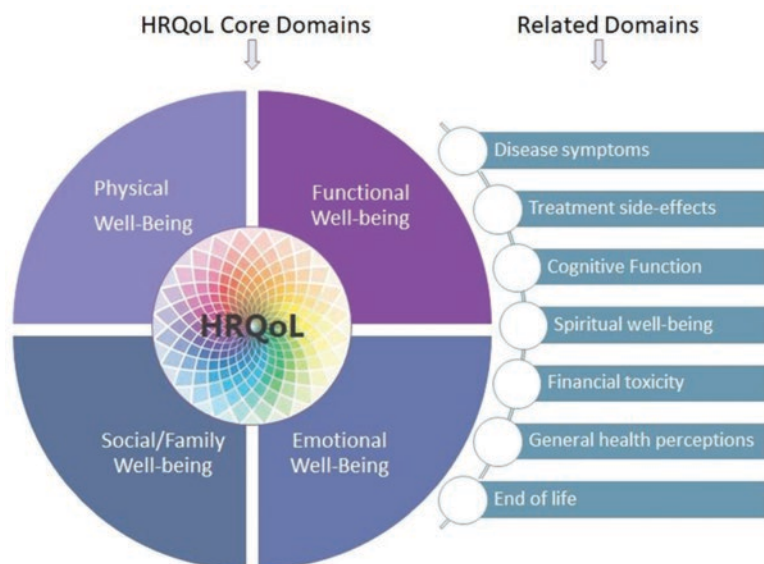 HRQoL Core Domains
Related Domains
Physical
Well-Being
Functional
Well-being
HRQoL
Social/Family
Well-being
Emotional
Well-Being
Disease symptoms
Treatment side-effects
Cognitive Function
Spiritual well-being
Financial toxicity
General health perceptions
End of life